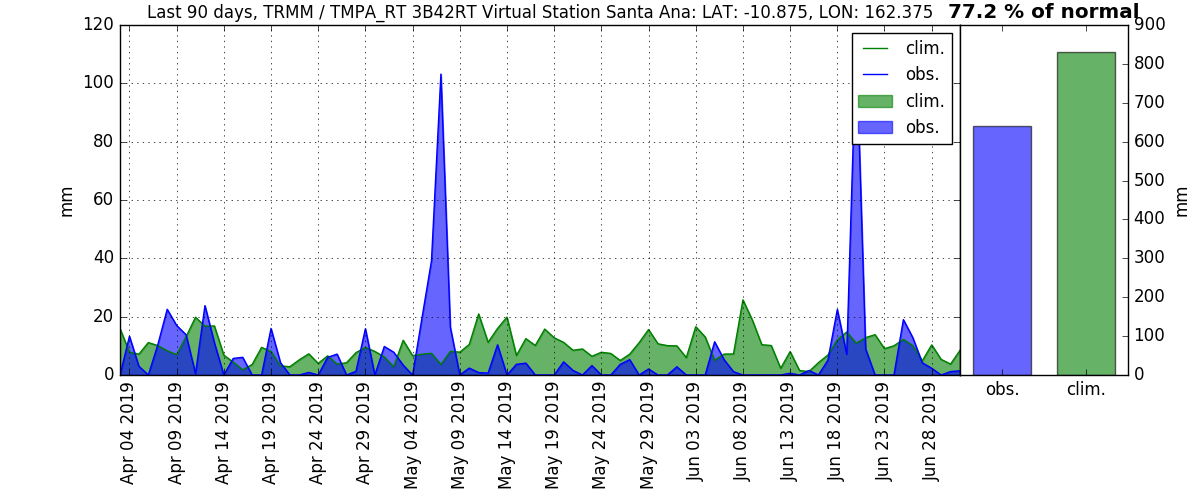 Last 90 days, TRMM / TMPA_RT 3B42RT Virtual Station Santa Ana: LAT: -10.875, LON: 162.375 77.2 % of normal
120
100
80
60
40
20
0
mm
clim.
obs.
clim.
obs.
900
800
700
600
500
400
300
200
100
0
mm
Apr 04 2019
Apr 09 2019
Apr 14 2019
Apr 19 2019
Apr 24 2019
Apr 29 2019
May 04 2019
May 09 2019
May 14 2019
May 19 2019
May 24 2019
May 29 2019
Jun 03 2019
Jun 08 2019
Jun 13 2019
Jun 18 2019
Jun 23 2019
Jun 28 2019
obs. clim.